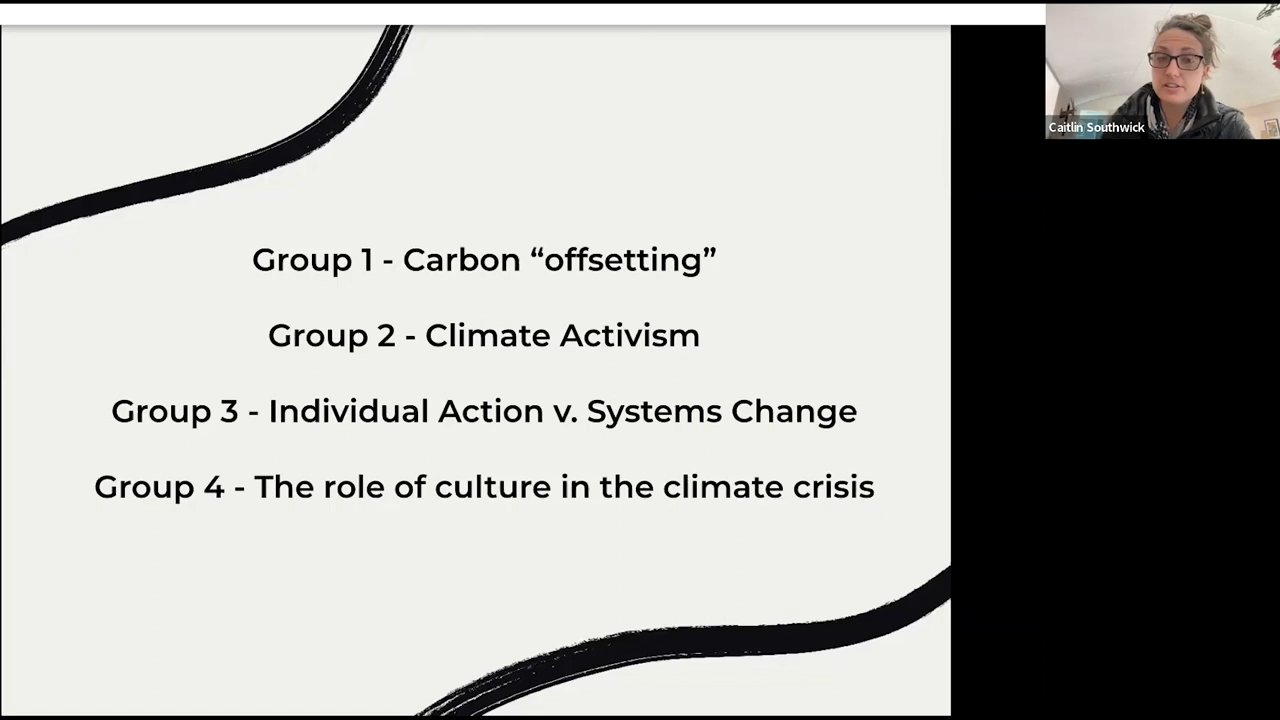 Group 1 - Carbon “offsetting”
Group 2 - Climate Activism
Group 3 - Individual Action v. Systems Change
Group 4 - The role of culture in the climate crisis
Caitlin Southwick